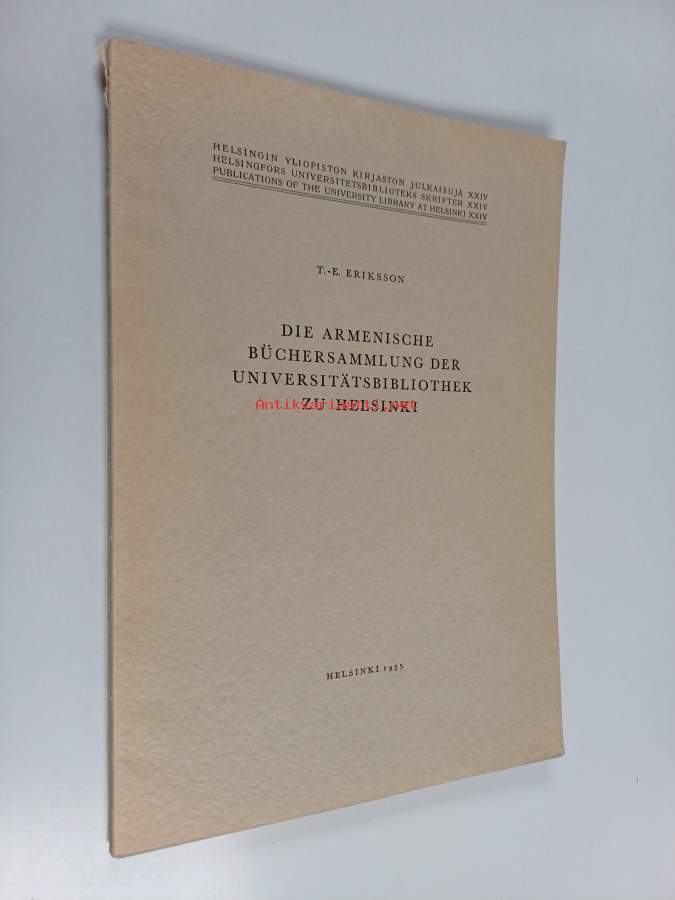 HELSINGIN YLIOPISTON KIRJASTON JULKAISUJA XXIV
HELSINGFORS UNIVERSITETSBIBLIOTEKS SKRIFTER XXIV
PUBLICATIONS OF THE UNIVERSITY LIBRARY AT HELSINKI XXIV
T.-E. ERIKSSON
DIE ARMENISCHE
BÜCHERSAMMLUNG DER
UNIVERSITÄTSBIBLIOTHEK
Antikvariaatti.net
ZU HELSINKI
HELSINKI 1955